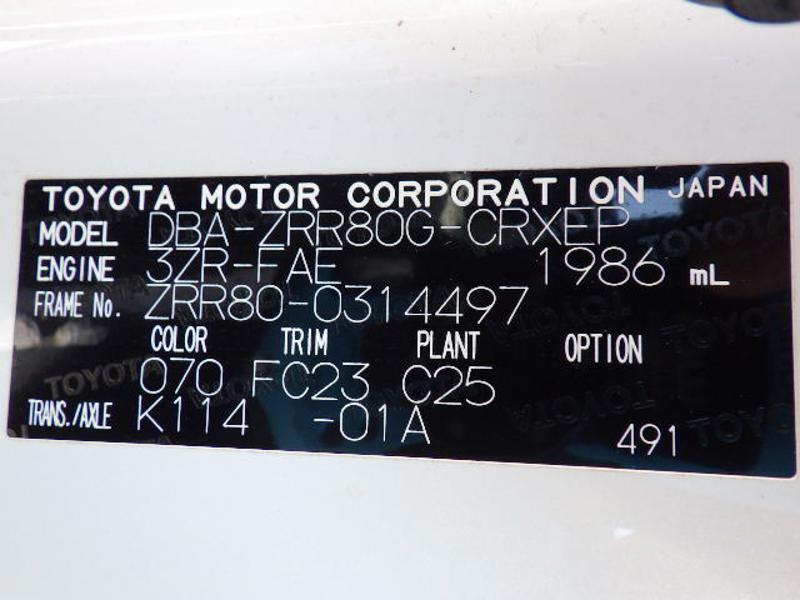 TOYOTA MOTOR CORPORATION JAPAN
MODEL DBA-ZRR80G-CRXEP
ENGINE 3ZR-FAE 1986 mL
FRAME No. ZRR80-0314497
COLOR TRIM PLANT OPTION
070 FC23 C25
TRANS./AXLE K114 -01A
491